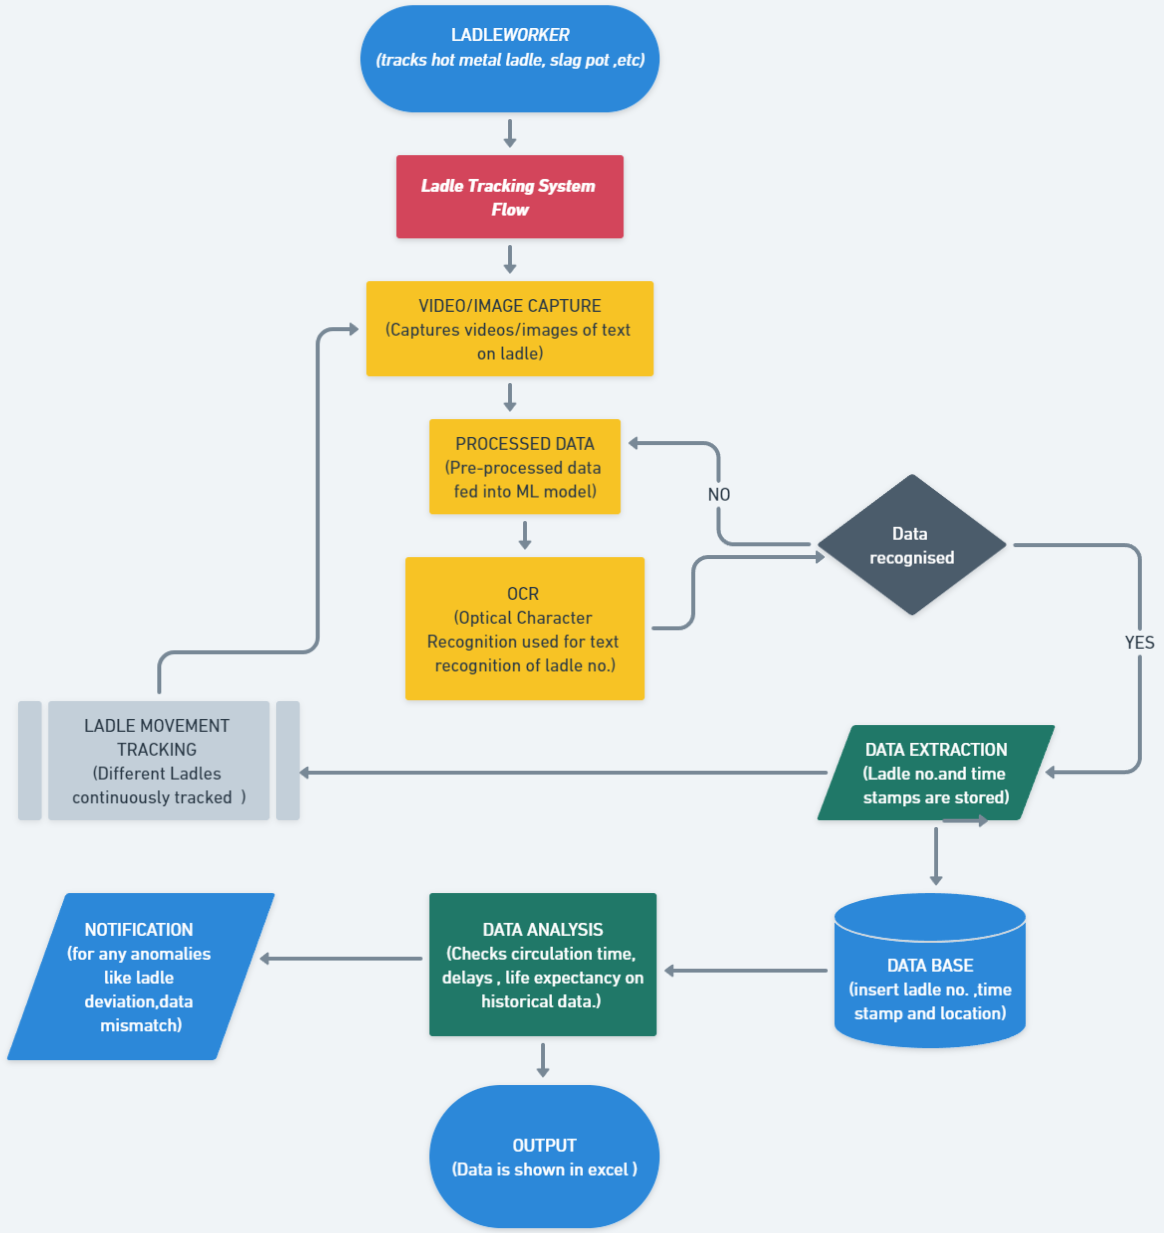 LADLEWORKER
(tracks hot metal ladle, slag pot ,etc)
Ladle Tracking System
Flow
VIDEO/IMAGE CAPTURE
(Captures videos/images of text
on ladle)
PROCESSED DATA
(Pre-processed data
fed into ML model)
NO
Data
recognised
OCR
(Optical Character
Recognition used for text
recognition of ladle no.)
YES
LADLE MOVEMENT
TRACKING
(Different Ladles
continuously tracked )
DATA EXTRACTION
(Ladle no.and time
stamps are stored)
NOTIFICATION
(for any anomalies
like ladle
deviation,data
mismatch)
DATA ANALYSIS
(Checks circulation time,
delays , life expectancy on
historical data.)
DATA BASE
(insert ladle no. ,time
stamp and location)
OUTPUT
(Data is shown in excel )